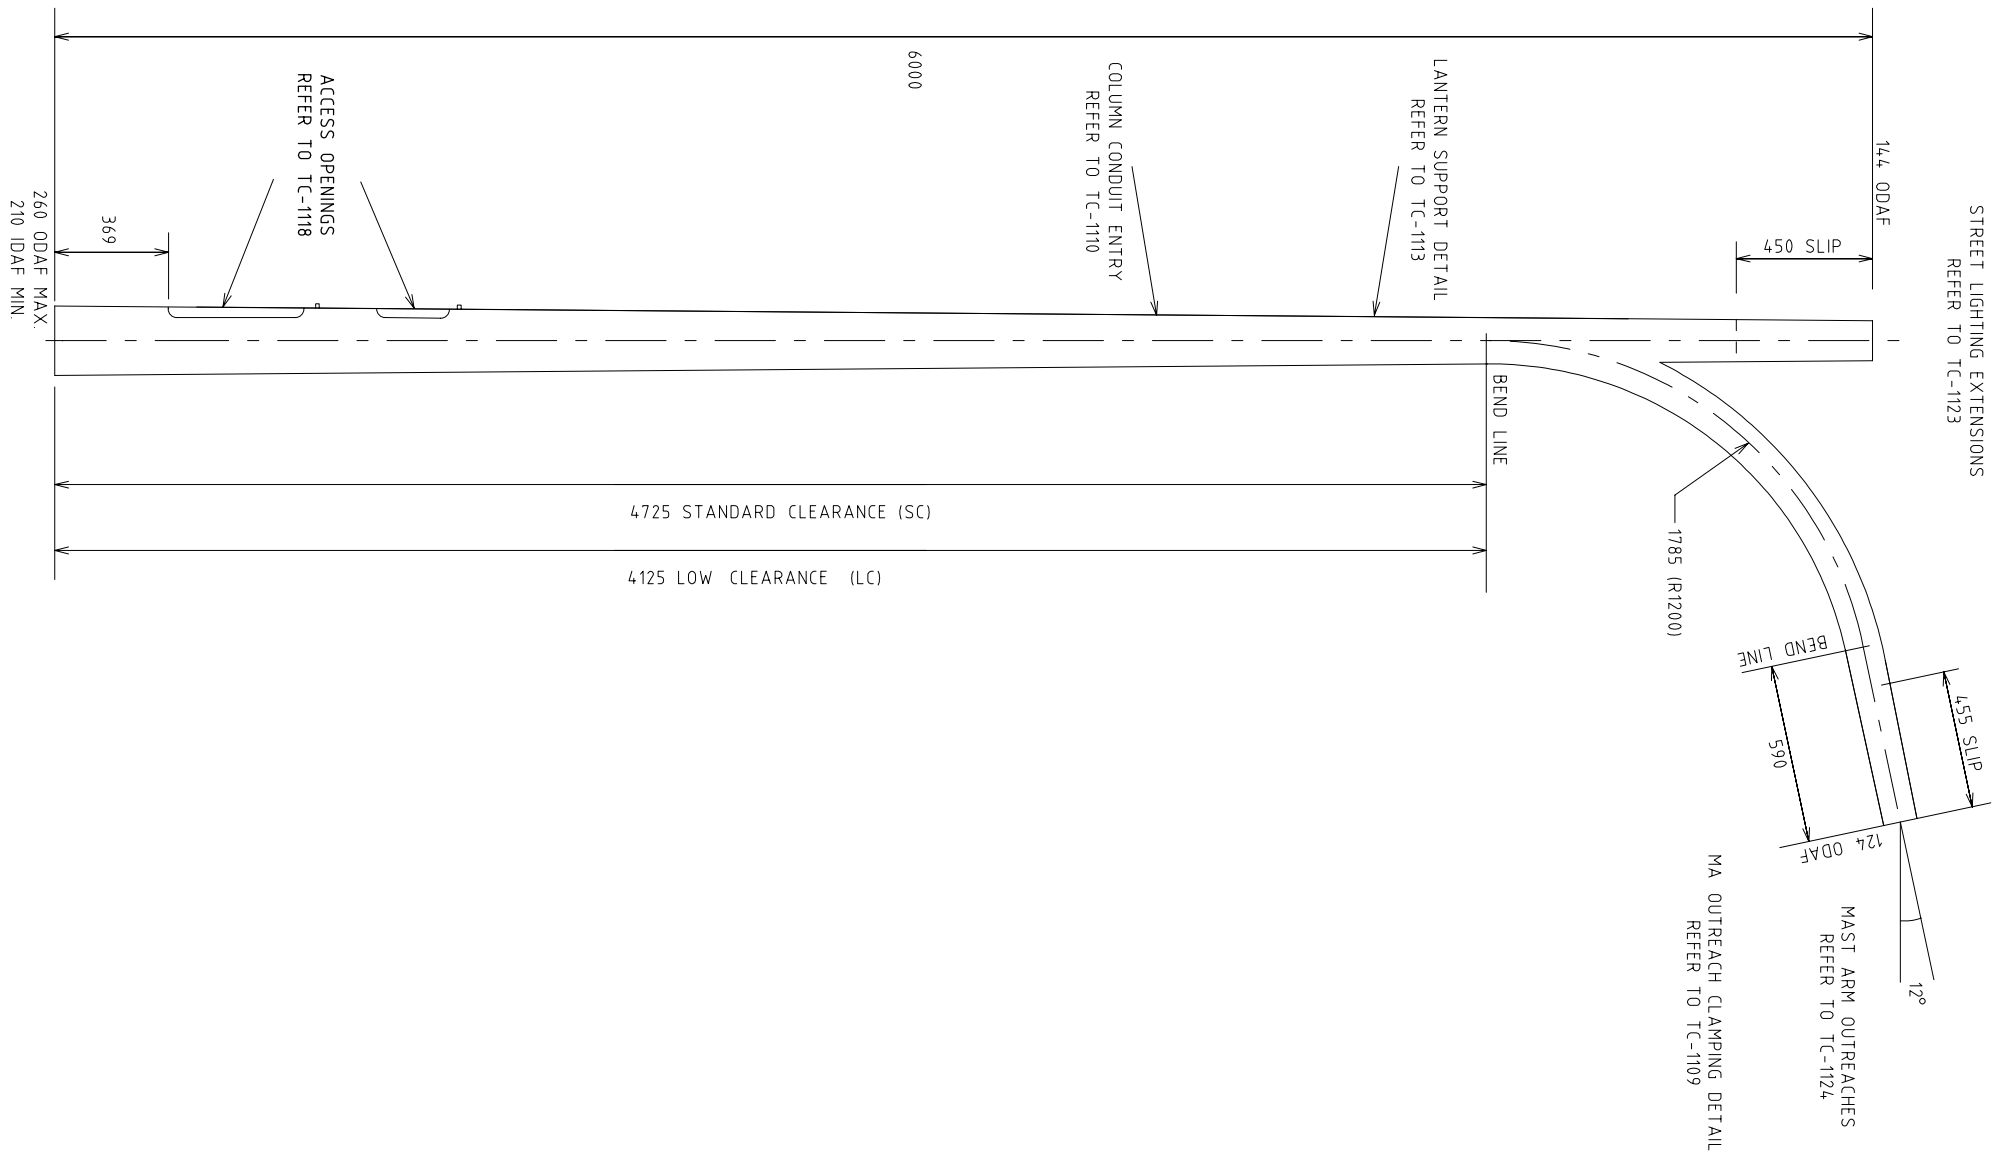 STREET LIGHTING EXTENSIONS
REFER TO TC-1123
144 ODAF
450 SLIP
LANTERN SUPPORT DETAIL
REFER TO TC-1113
COLUMN CONDUIT ENTRY
REFER TO TC-1110
6000
ACCESS OPENINGS
REFER TO TC-1118
369
260 ODAF MAX.
210 IDAF MIN.
BEND LINE
4725 STANDARD CLEARANCE (SC)
4125 LOW CLEARANCE (LC)
1785 (R1200)
BEND LINE
455 SLIP
590
124 ODAF
12°
MAST ARM OUTREACHES
REFER TO TC-1124
MA OUTREACH CLAMPING DETAIL
REFER TO TC-1109